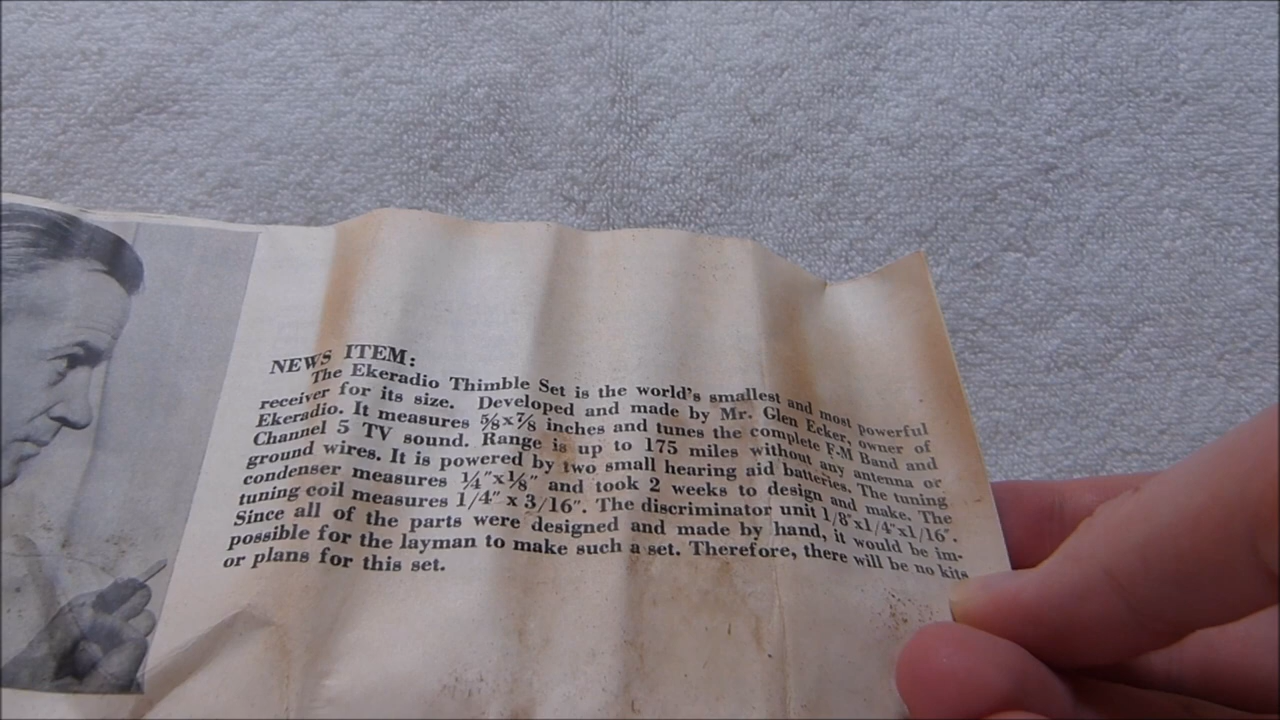 NEWS ITEM:
The Ekeradio Thimble Set is the world's smallest and most powerful
receiver for its size. Developed and made by Mr. Glen Ecker, owner of
Ekeradio. It measures ⅝x⅞ inches and tunes the complete F.M Band and
Channel 5 TV sound. Range is up to 175 miles without any antenna or
ground wires. It is powered by two small hearing aid batteries. The tuning
condenser measures ¼"x⅛" and took 2 weeks to design and make. The
tuning coil measures 1/4" x 3/16". The discriminator unit 1/8"x1/4"x1/16".
Since all of the parts were designed and made by hand, it would be im-
possible for the layman to make such a set. Therefore, there will be no kits
or plans for this set.